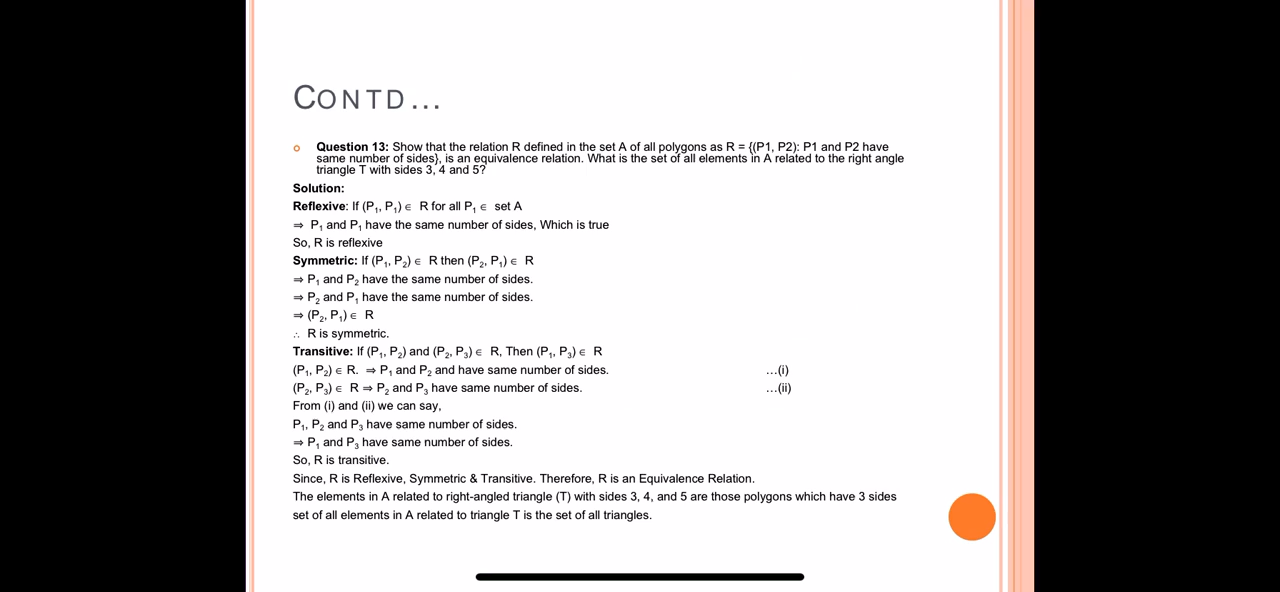 CONTD...
Question 13: Show that the relation R defined in the set A of all polygons as R = {(P1, P2): P1 and P2 have
same number of sides}, is an equivalence relation. What is the set of all elements in A related to the right angle
triangle T with sides 3, 4 and 5?
Solution:
Reflexive: If (P₁, P₁) ∈ R for all P₁ ∈ set A
⇒ P₁ and P₁ have the same number of sides, Which is true
So, R is reflexive
Symmetric: If (P₁, P₂) ∈ R then (P₂, P₁) ∈ R
⇒ P₁ and P₂ have the same number of sides.
⇒ P₂ and P₁ have the same number of sides.
⇒ (P₂, P₁) ∈ R
∴ R is symmetric.
Transitive: If (P₁, P₂) and (P₂, P₃) ∈ R, Then (P₁, P₃) ∈ R
(P₁, P₂) ∈ R. ⇒ P₁ and P₂ and have same number of sides. ...(i)
(P₂, P₃) ∈ R ⇒ P₂ and P₃ have same number of sides. ...(ii)
From (i) and (ii) we can say,
P₁, P₂ and P₃ have same number of sides.
⇒ P₁ and P₃ have same number of sides.
So, R is transitive.
Since, R is Reflexive, Symmetric & Transitive. Therefore, R is an Equivalence Relation.
The elements in A related to right-angled triangle (T) with sides 3, 4, and 5 are those polygons which have 3 sides
set of all elements in A related to triangle T is the set of all triangles.